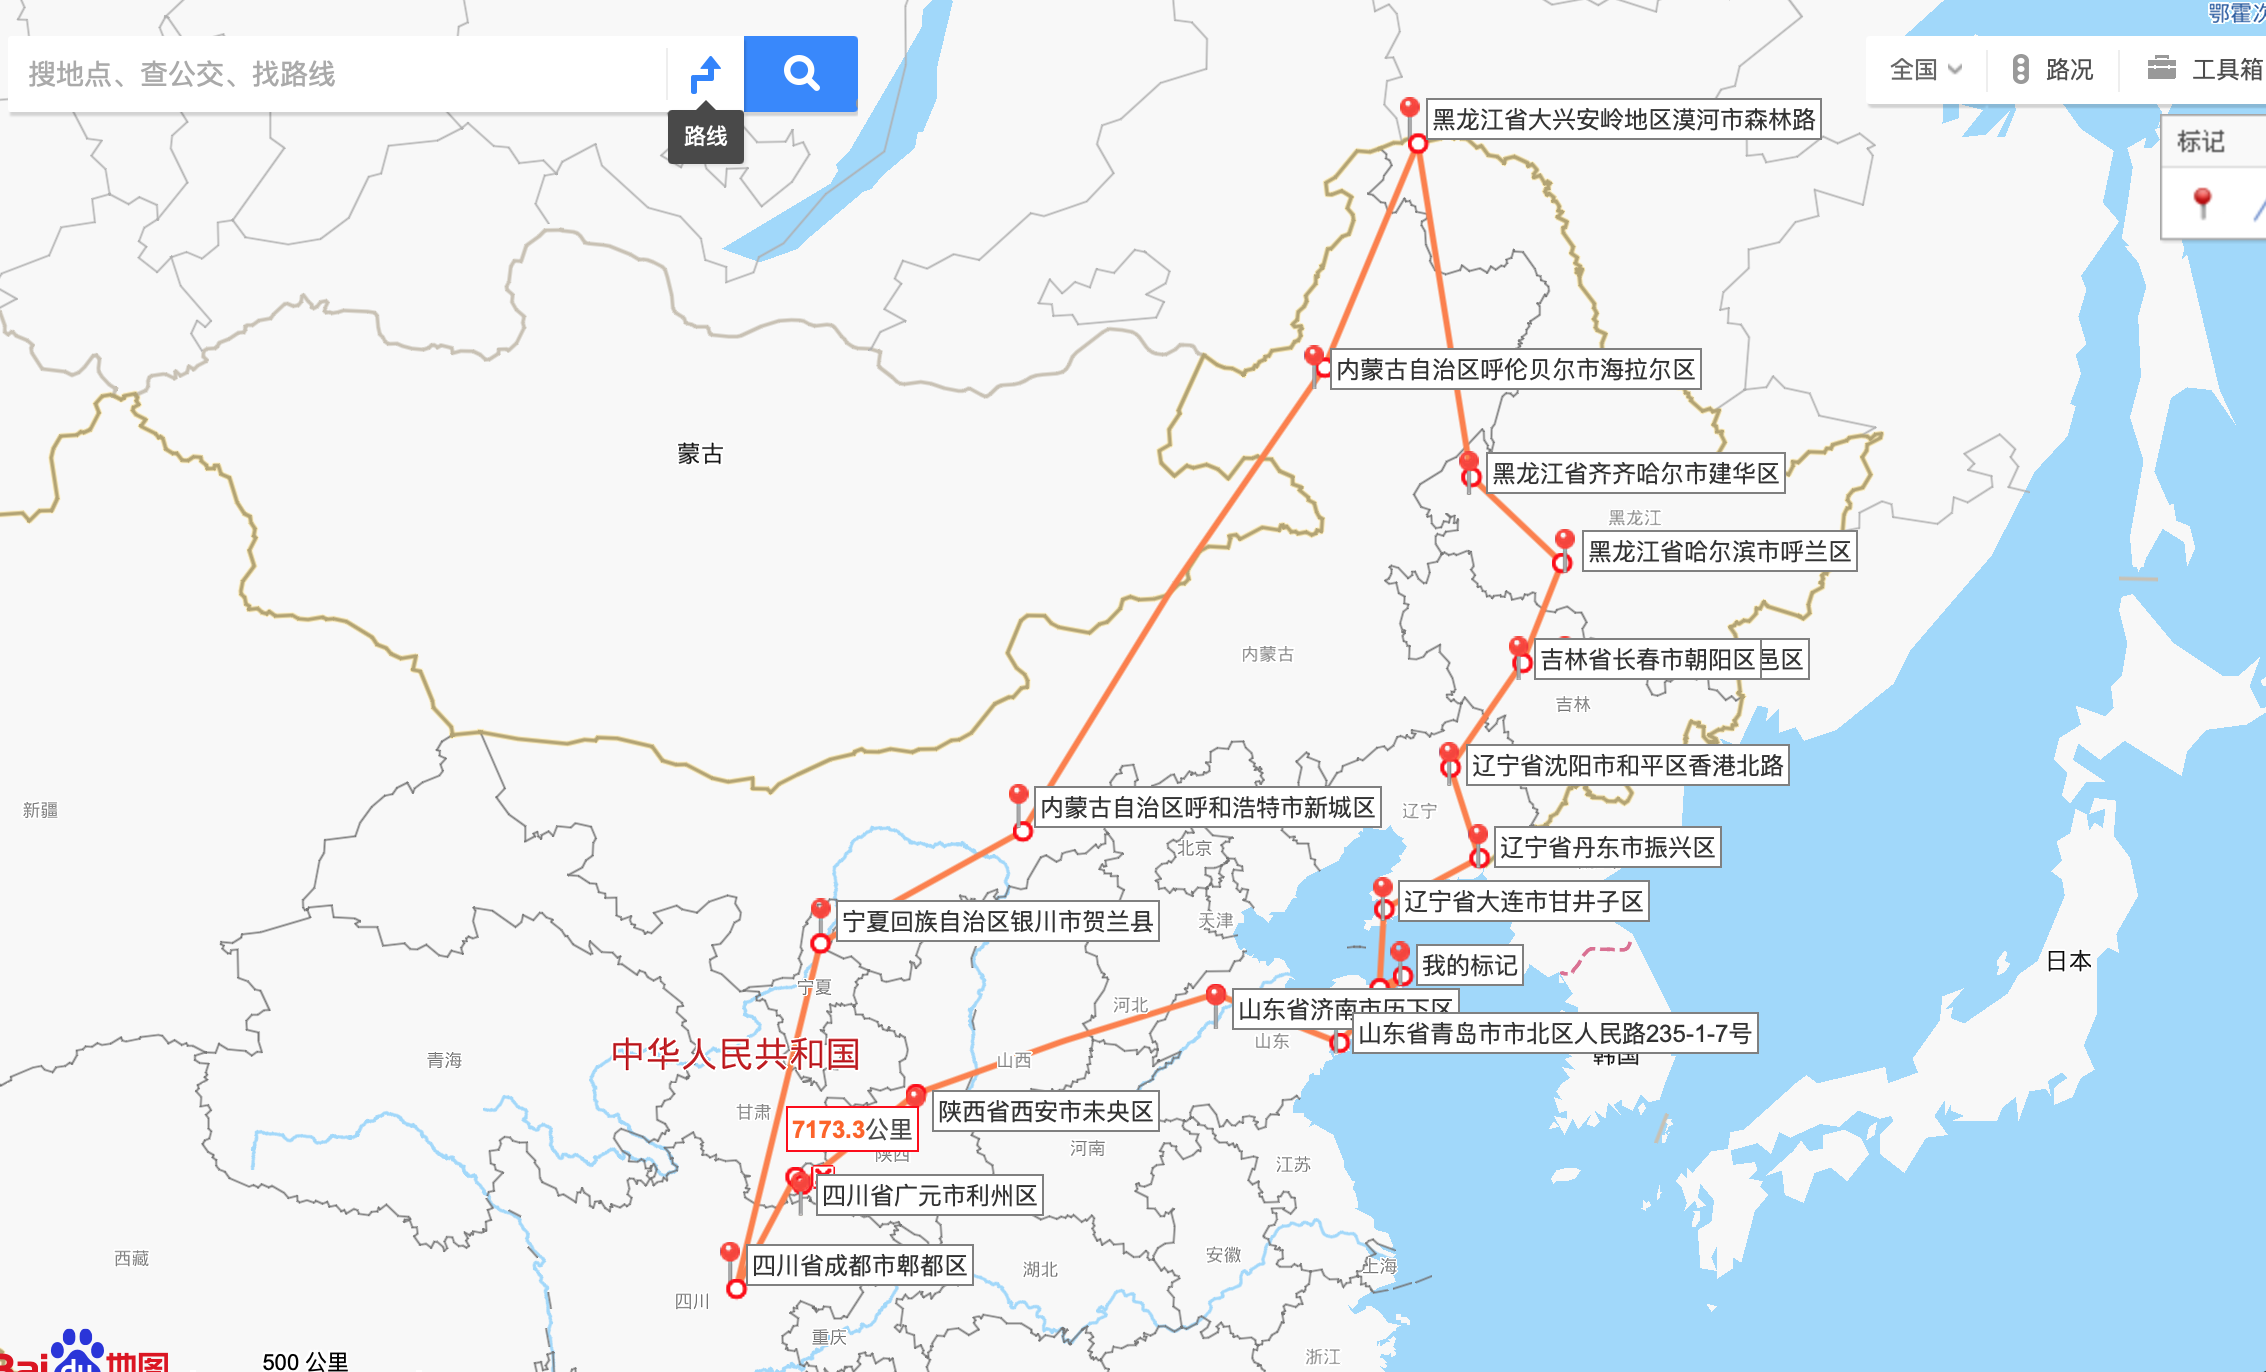 鄂霍次
搜地点、查公交、找路线
路线
全国
路况
工具箱
标记
黑龙江省大兴安岭地区漠河市森林路
内蒙古自治区呼伦贝尔市海拉尔区
蒙古
黑龙江省齐齐哈尔市建华区
黑龙江
黑龙江省哈尔滨市呼兰区
内蒙古
吉林省长春市朝阳区
邑区
吉林
辽宁省沈阳市和平区香港北路
新疆
内蒙古自治区呼和浩特市新城区
辽宁
北京
辽宁省丹东市振兴区
辽宁省大连市甘井子区
宁夏回族自治区银川市贺兰县
天津
我的标记
日本
宁夏
河北
山东省济南市历下区
山东省青岛市市北区人民路235-1-7号
山东
韩国
中华人民共和国
青海
山西
甘肃
陕西省西安市未央区
7173.3公里
陕西
河南
江苏
四川省广元市利州区
西藏
四川省成都市郫都区
安徽
上海
湖北
四川
重庆
浙江
Bai du 地图
500 公里